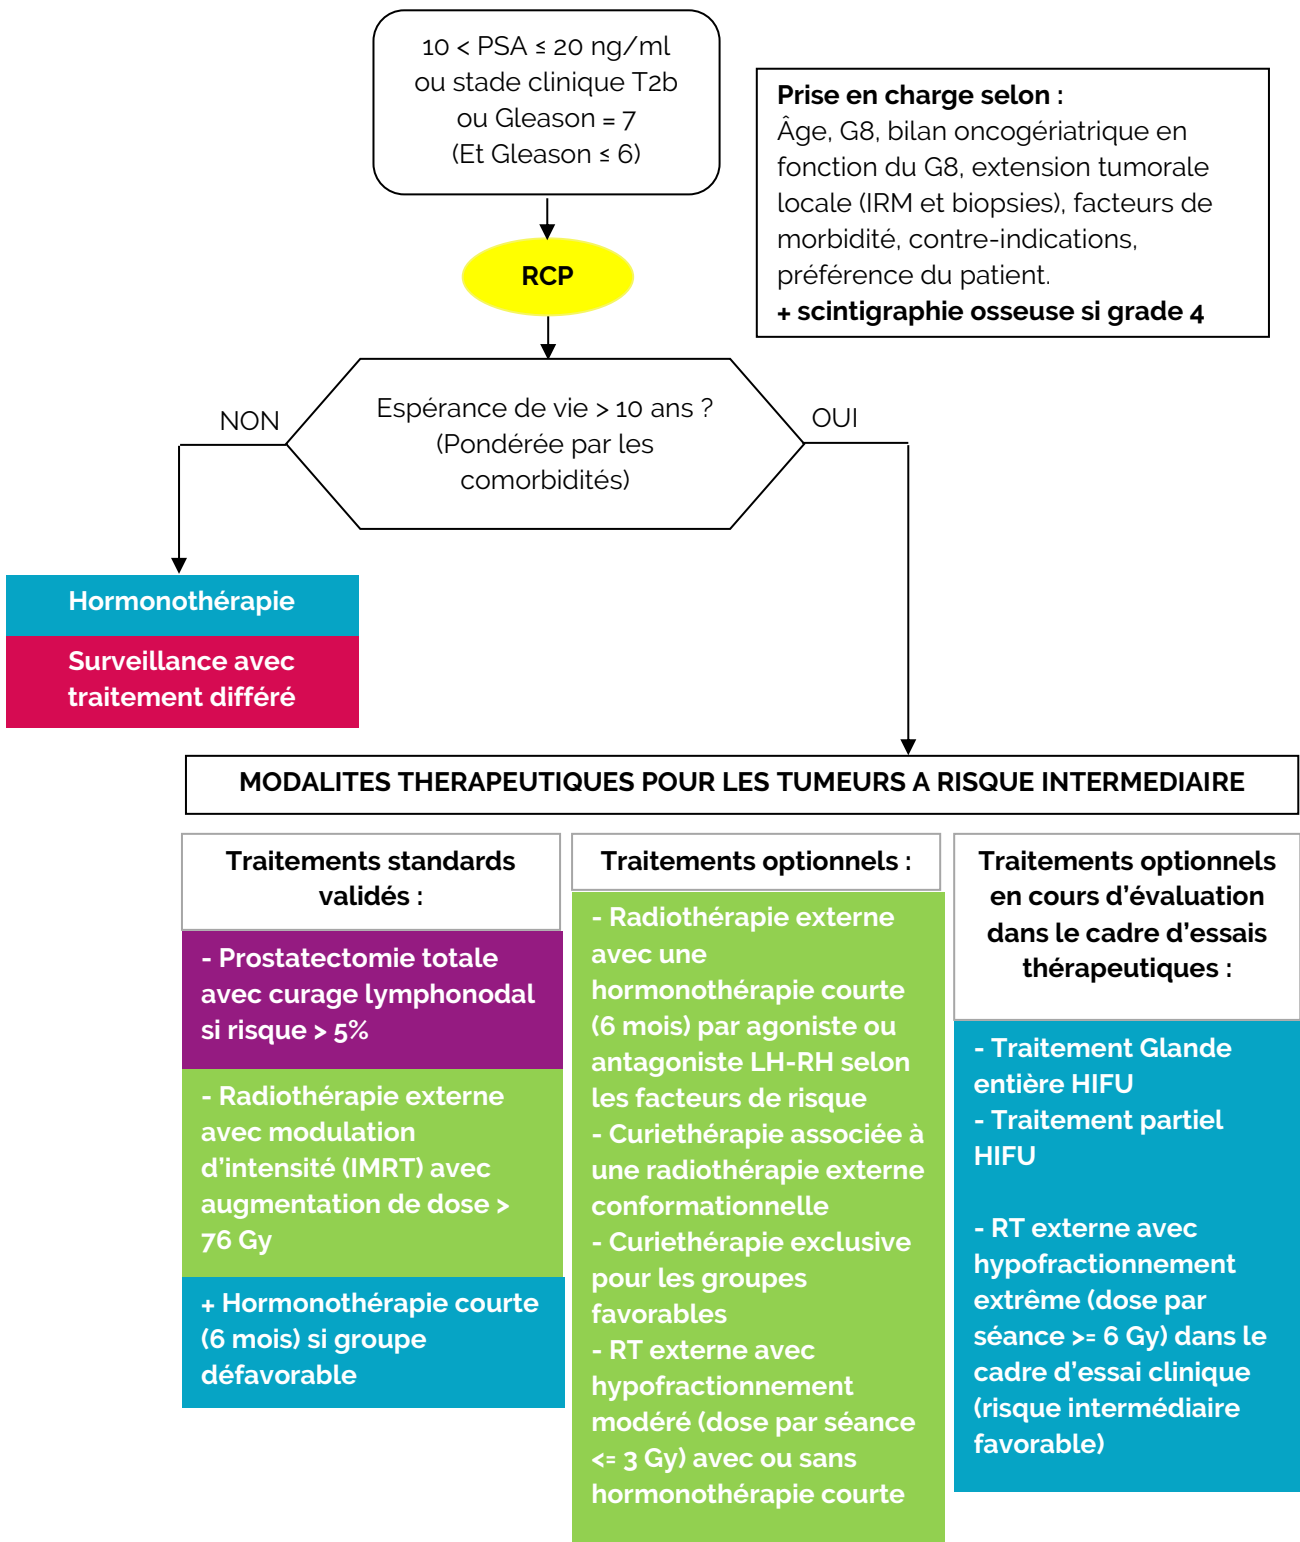 10 < PSA ≤ 20 ng/ml
ou stade clinique T2b
ou Gleason = 7
(Et Gleason ≤ 6)
Prise en charge selon :
Âge, G8, bilan oncogériatrique en
fonction du G8, extension tumorale
locale (IRM et biopsies), facteurs de
morbidité, contre-indications,
préférence du patient.
+ scintigraphie osseuse si grade 4
RCP
Espérance de vie > 10 ans ?
(Pondérée par les
comorbidités)
NON
OUI
Hormonothérapie
Surveillance avec
traitement différé
MODALITES THERAPEUTIQUES POUR LES TUMEURS A RISQUE INTERMEDIAIRE
Traitements standards
validés :
- Prostatectomie totale
avec curage lymphonodal
si risque > 5%
- Radiothérapie externe
avec modulation
d'intensité (IMRT) avec
augmentation de dose >
76 Gy
+ Hormonothérapie courte
(6 mois) si groupe
défavorable
Traitements optionnels :
- Radiothérapie externe
avec une
hormonothérapie courte
(6 mois) par agoniste ou
antagoniste LH-RH selon
les facteurs de risque
- Curiethérapie associée à
une radiothérapie externe
conformationnelle
- Curiethérapie exclusive
pour les groupes
favorables
- RT externe avec
hypofractionnement
modéré (dose par séance
<= 3 Gy) avec ou sans
hormonothérapie courte
Traitements optionnels
en cours d'évaluation
dans le cadre d'essais
thérapeutiques :
- Traitement Glande
entière HIFU
- Traitement partiel
HIFU
- RT externe avec
hypofractionnement
extrême (dose par
séance >= 6 Gy) dans le
cadre d'essai clinique
(risque intermédiaire
favorable)